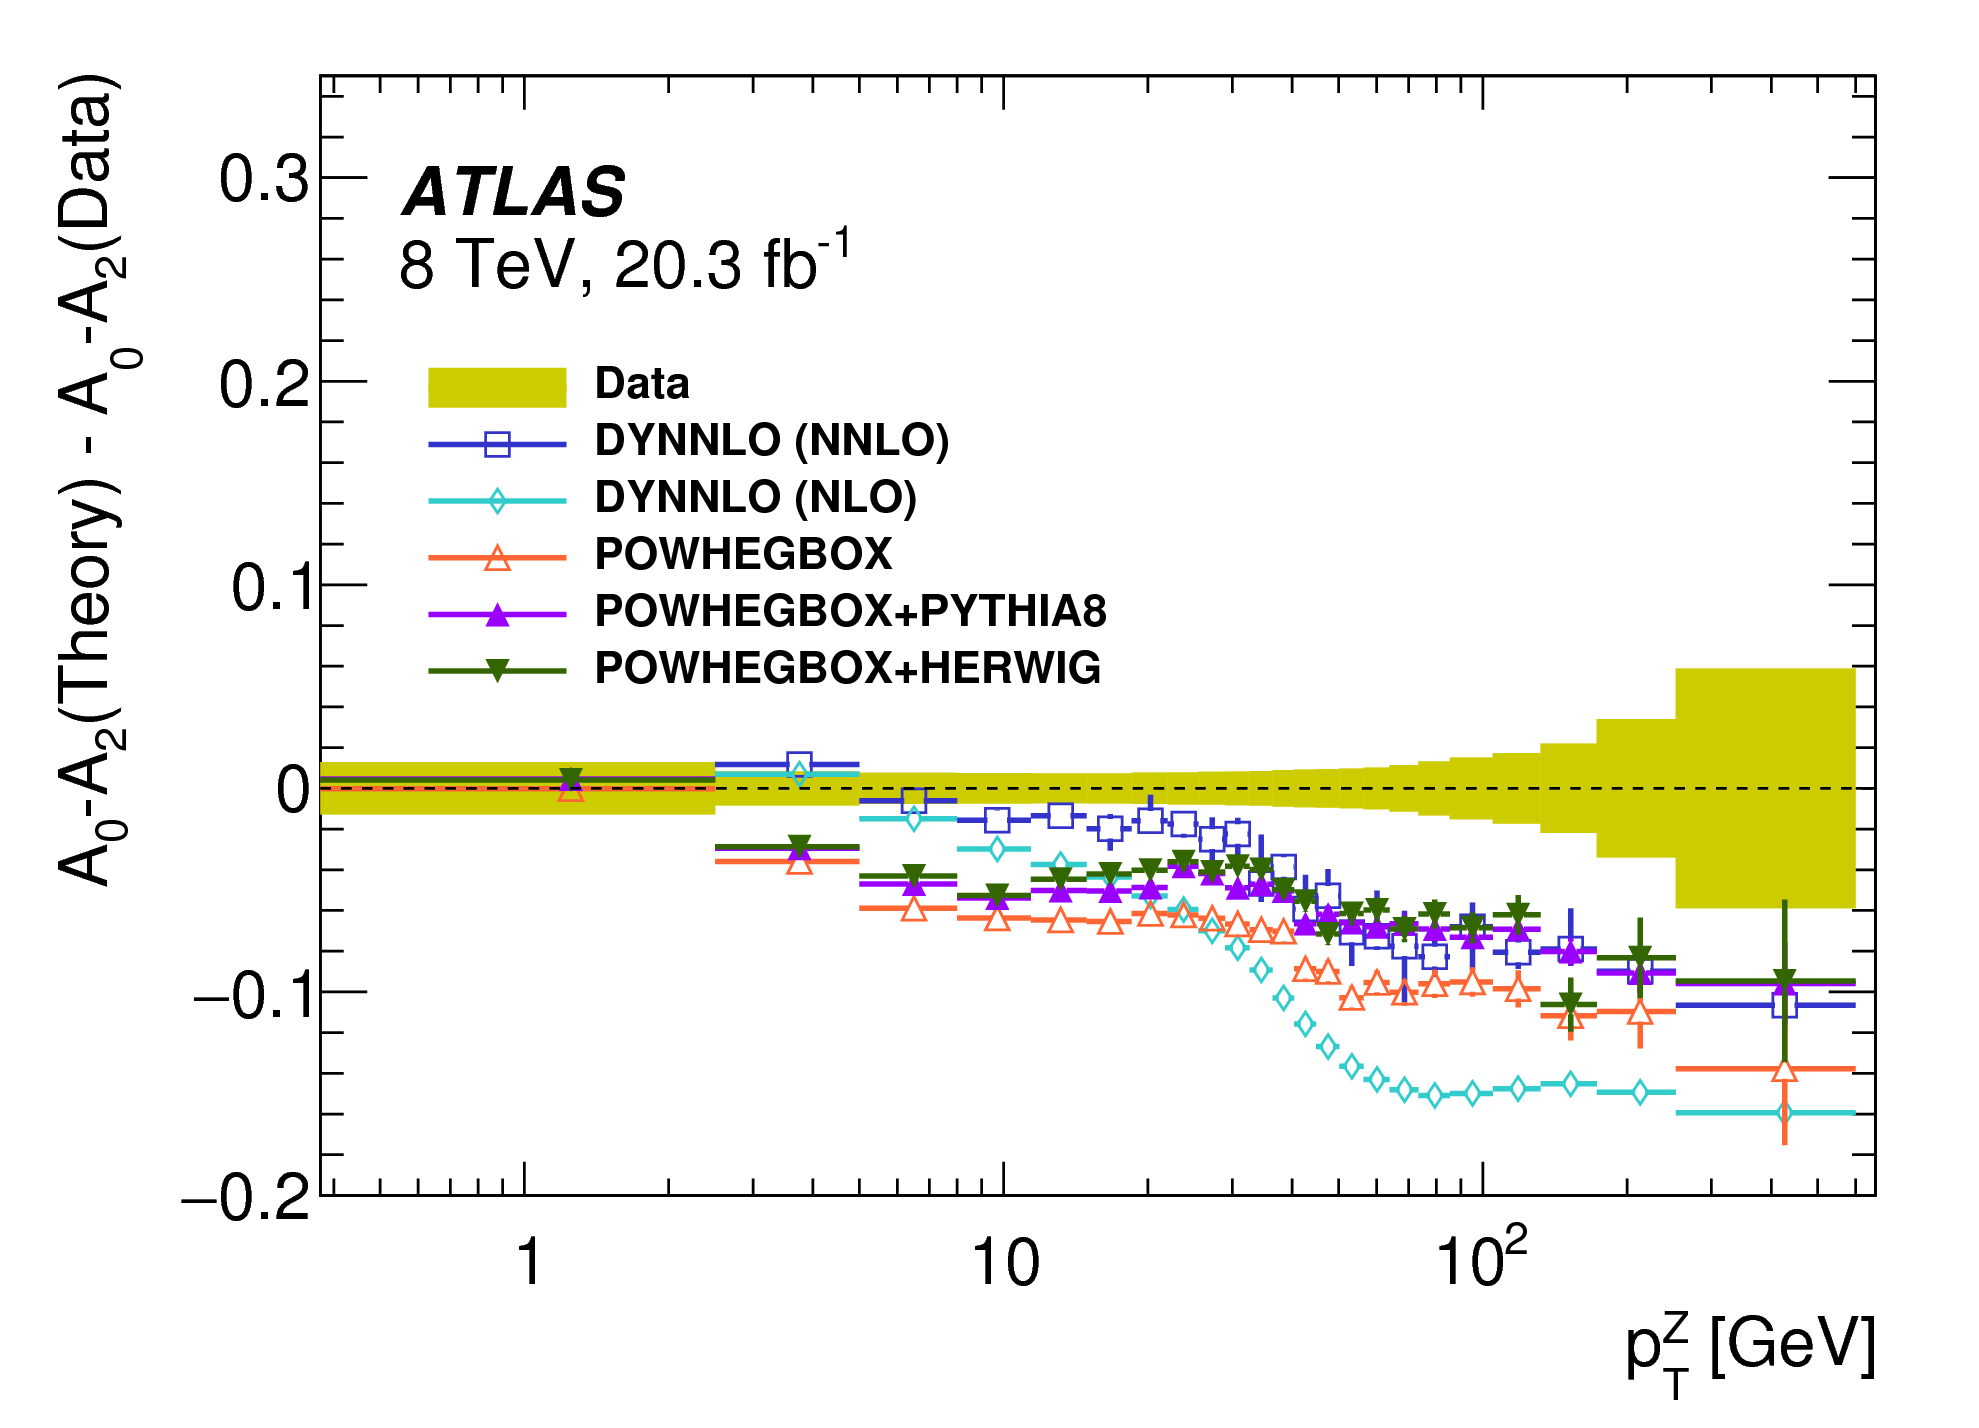 ATLAS
8 TeV, 20.3 fb⁻¹
Data
DYNNLO (NNLO)
DYNNLO (NLO)
POWHEGBOX
POWHEGBOX+PYTHIA8
POWHEGBOX+HERWIG
A₀-A₂(Theory) - A₀-A₂(Data)
0.3
0.2
0.1
0
−0.1
−0.2
1 10 10²
p_T^Z [GeV]